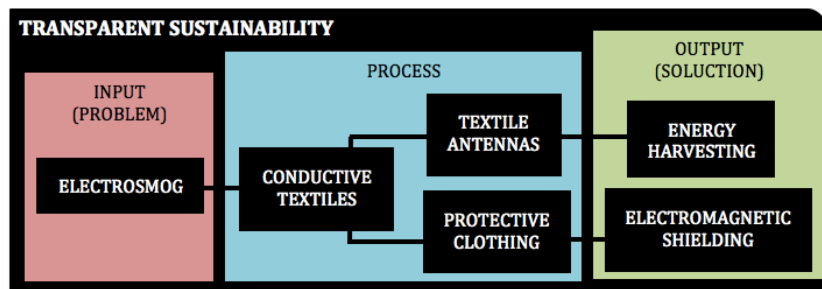 TRANSPARENT SUSTAINABILITY
INPUT
(PROBLEM)
ELECTROSMOG
PROCESS
CONDUCTIVE
TEXTILES
TEXTILE
ANTENNAS
PROTECTIVE
CLOTHING
OUTPUT
(SOLUCTION)
ENERGY
HARVESTING
ELECTROMAGNETIC
SHIELDING